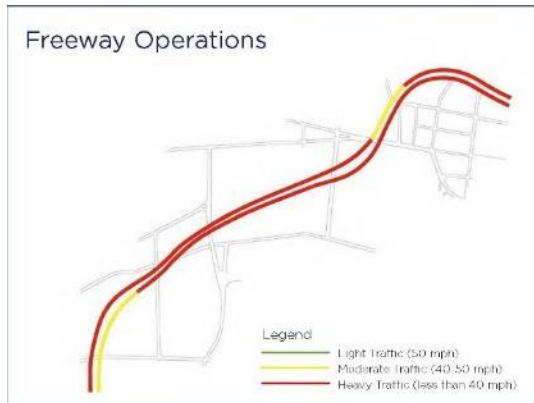 Freeway Operations
Legend
Light Traffic (50 mph)
Moderate Traffic (40-50 mph)
Heavy Traffic (less than 40 mph)